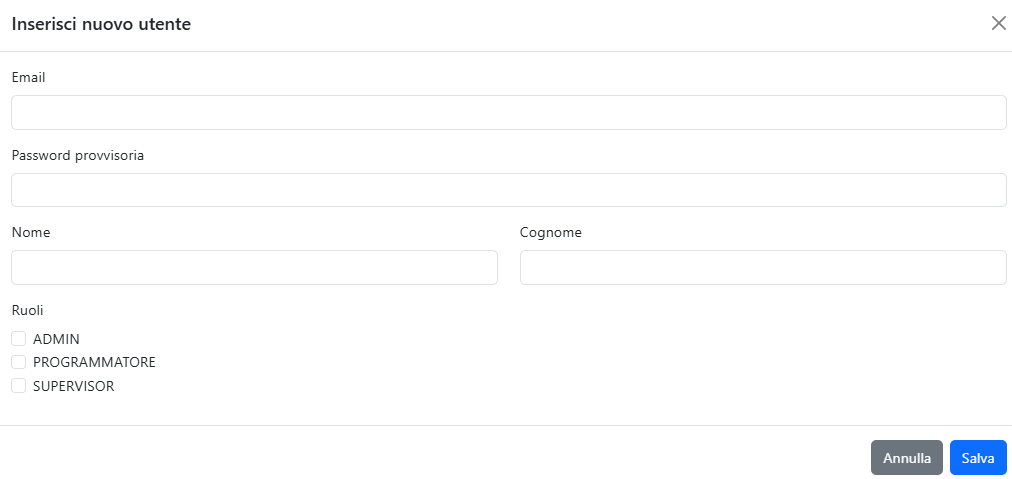 Inserisci nuovo utente
Email
Password provvisoria
Nome
Cognome
Ruoli
ADMIN
PROGRAMMATORE
SUPERVISOR
Annulla
Salva